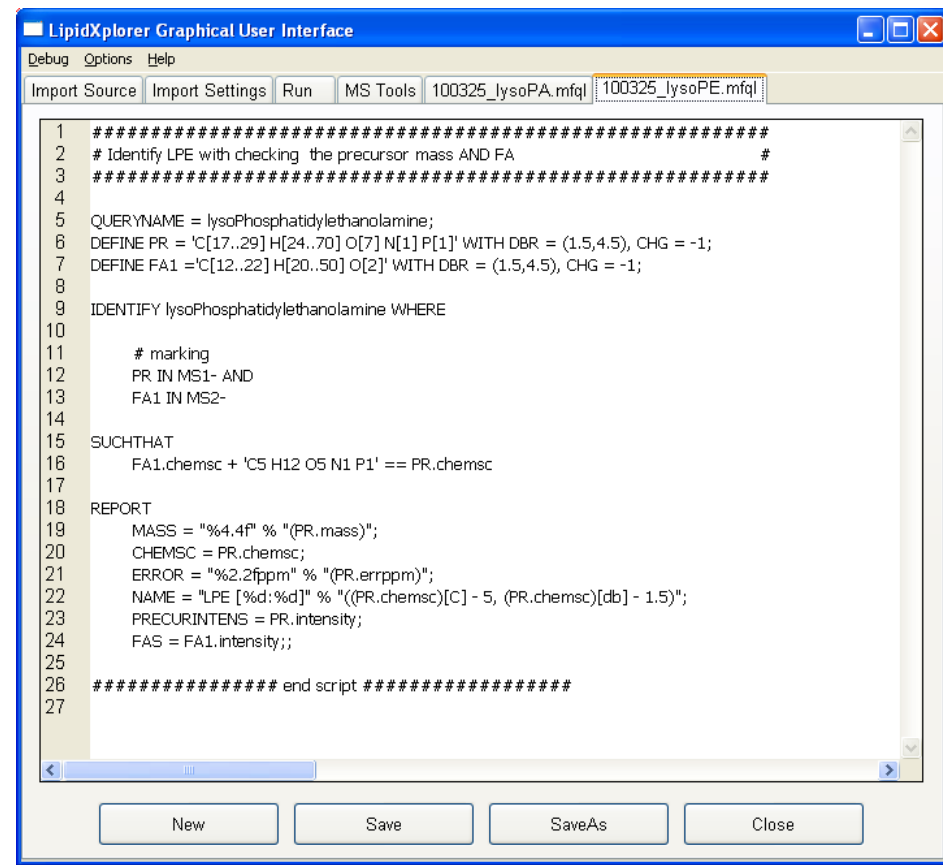 LipidXplorer Graphical User Interface
Debug Options Help
Import Source Import Settings Run MS Tools 100325_lysoPA.mfql 100325_lysoPE.mfql
1 ##########################################################
2 # Identify LPE with checking the precursor mass AND FA #
3 ##########################################################
4
5 QUERYNAME = lysoPhosphatidylethanolamine;
6 DEFINE PR = 'C[17..29] H[24..70] O[7] N[1] P[1]' WITH DBR = (1.5,4.5), CHG = -1;
7 DEFINE FA1 ='C[12..22] H[20..50] O[2]' WITH DBR = (1.5,4.5), CHG = -1;
8
9 IDENTIFY lysoPhosphatidylethanolamine WHERE
10
11 # marking
12 PR IN MS1- AND
13 FA1 IN MS2-
14
15 SUCHTHAT
16 FA1.chemsc + 'C5 H12 O5 N1 P1' == PR.chemsc
17
18 REPORT
19 MASS = "%4.4f" % "(PR.mass)";
20 CHEMSC = PR.chemsc;
21 ERROR = "%2.2fppm" % "(PR.errppm)";
22 NAME = "LPE [%d:%d]" % "((PR.chemsc)[C] - 5, (PR.chemsc)[db] - 1.5)";
23 PRECURINTENS = PR.intensity;
24 FAS = FA1.intensity;;
25
26 ################ end script ##################
27
New Save SaveAs Close